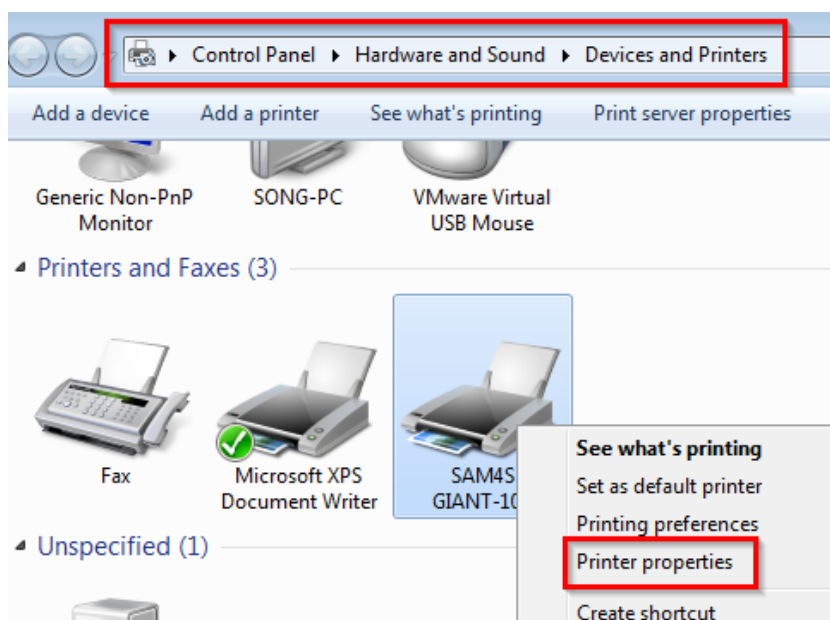 Control Panel Hardware and Sound Devices and Printers
Add a device Add a printer See what's printing Print server properties
Generic Non-PnP
Monitor
SONG-PC
VMware Virtual
USB Mouse
Printers and Faxes (3)
Fax
Microsoft XPS
Document Writer
SAM4S
GIANT-10
See what's printing
Set as default printer
Printing preferences
Printer properties
Create shortcut
Unspecified (1)